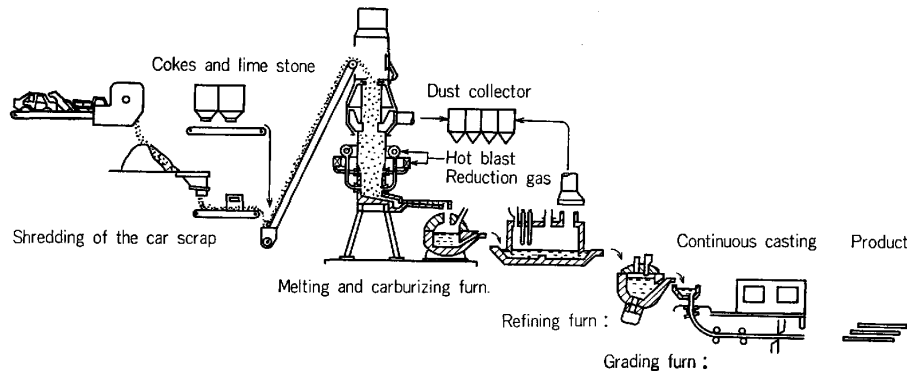 Cokes and lime stone
Dust collector
Hot blast
Reduction gas
Shredding of the car scrap
Melting and carburizing furn.
Continuous casting
Product
Refining furn :
Grading furn :